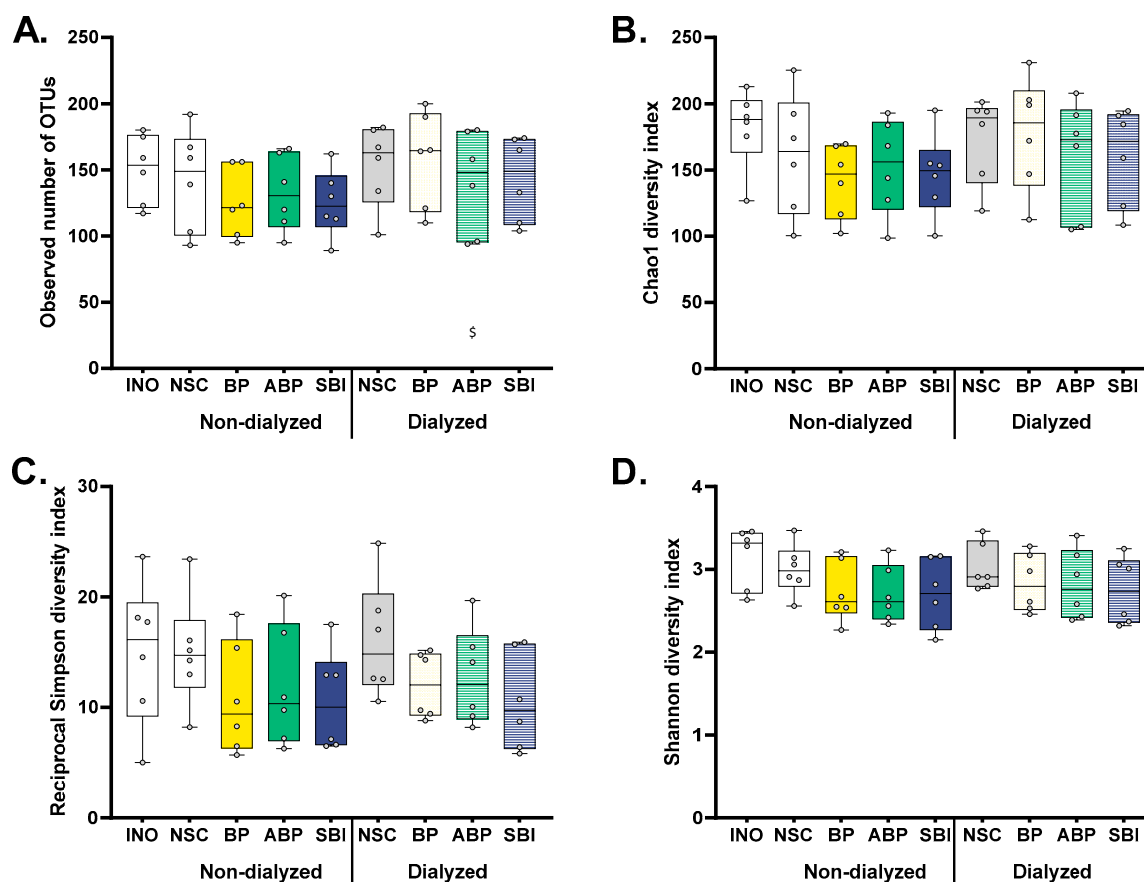 A.
Observed number of OTUs
250
200
150
100
50
0
$
INO NSC BP ABP SBI NSC BP ABP SBI
Non-dialyzed Dialyzed
B.
Chao1 diversity index
250
200
150
100
50
0
INO NSC BP ABP SBI NSC BP ABP SBI
Non-dialyzed Dialyzed
C.
Reciprocal Simpson diversity index
30
20
10
0
INO NSC BP ABP SBI NSC BP ABP SBI
Non-dialyzed Dialyzed
D.
Shannon diversity index
4
3
2
1
0
INO NSC BP ABP SBI NSC BP ABP SBI
Non-dialyzed Dialyzed